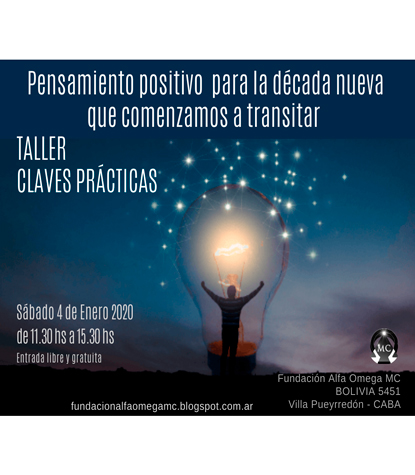 Pensamiento positivo para la década nueva
que comenzamos a transitar
TALLER
CLAVES PRÁCTICAS
Sábado 4 de Enero 2020
de 11.30 hs a 15.30 hs
Entrada libre y gratuita
MC
Fundación Alfa Omega MC
BOLIVIA 5451
Villa Pueyrredón - CABA
fundacionalfaomegamc.blogspot.com.ar